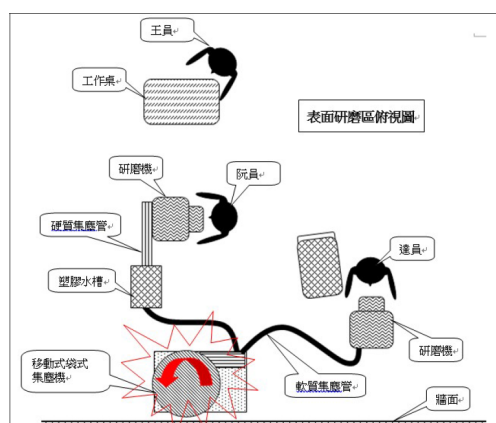 王員
工作桌
表面研磨區俯視圖
研磨機
阮員
硬質集塵管
達員
塑膠水槽
研磨機
移動式袋式
集塵機
軟質集塵管
牆面